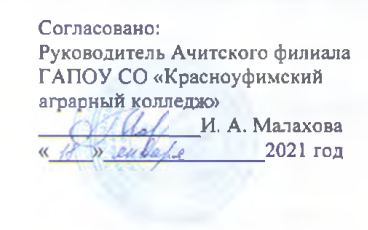 Согласовано:
Руководитель Ачитского филиала
ГАПОУ СО «Красноуфимский
аграрный колледж»
И. А. Малахова
«18» января 2021 год